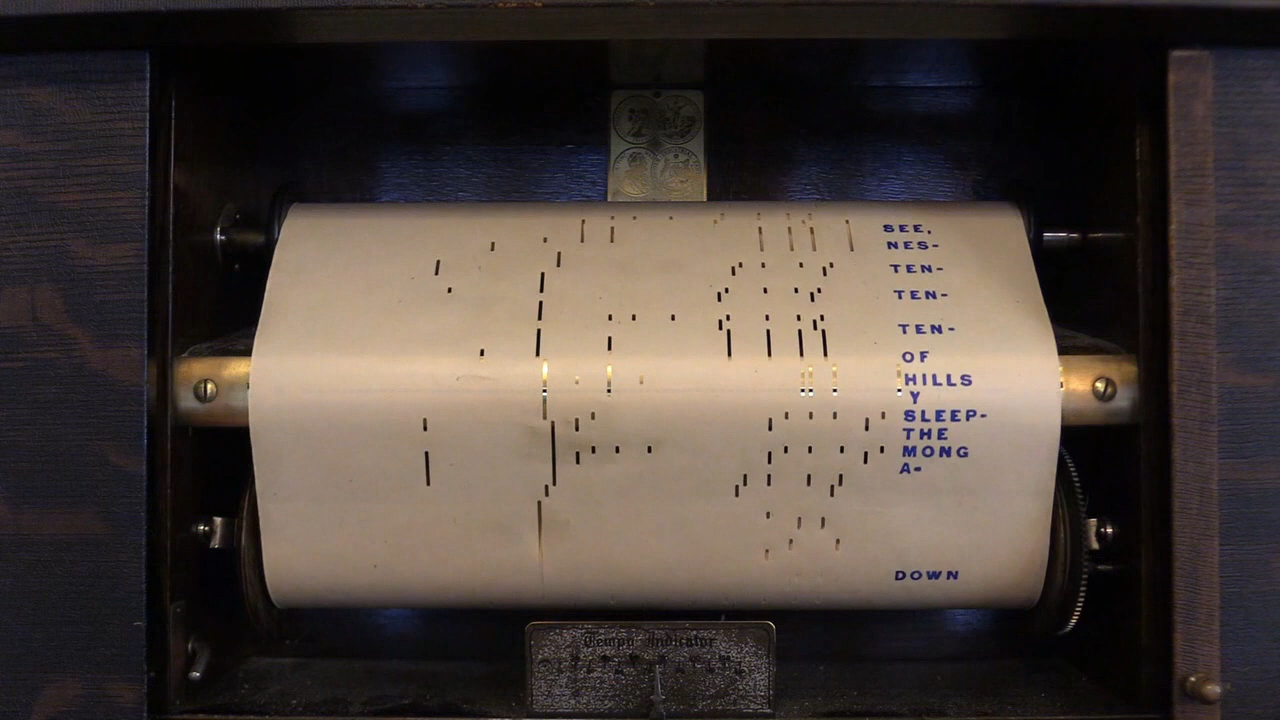 SEE,
NES-
TEN-
TEN-
TEN-
OF
HILLS
Y
SLEEP-
THE
MONG
A-
DOWN
Tempo Indicator